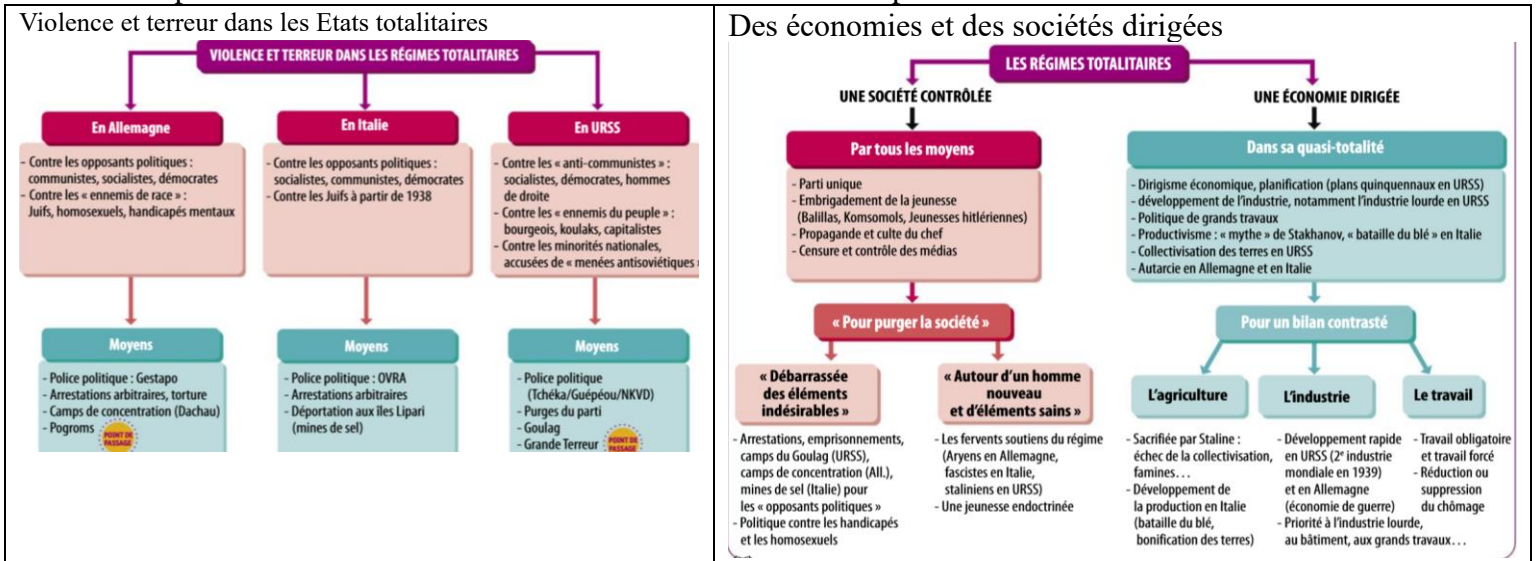 Violence et terreur dans les Etats totalitaires
VIOLENCE ET TERREUR DANS LES RÉGIMES TOTALITAIRES
En Allemagne
- Contre les opposants politiques :
communistes, socialistes, démocrates
- Contre les « ennemis de race » :
Juifs, homosexuels, handicapés mentaux
Moyens
- Police politique : Gestapo
- Arrestations arbitraires, torture
- Camps de concentration (Dachau)
- Pogroms
POINT DE
PASSAGE
En Italie
- Contre les opposants politiques :
socialistes, communistes, démocrates
- Contre les Juifs à partir de 1938
Moyens
- Police politique : OVRA
- Arrestations arbitraires
- Déportation aux îles Lipari
(mines de sel)
En URSS
- Contre les « anti-communistes » :
socialistes, démocrates, hommes
de droite
- Contre les « ennemis du peuple » :
bourgeois, koulaks, capitalistes
- Contre les minorités nationales,
accusées de « menées antisoviétiques »
Moyens
- Police politique
(Tchéka/Guépéou/NKVD)
- Purges du parti
- Goulag
- Grande Terreur
POINT DE
PASSAGE
Des économies et des sociétés dirigées
LES RÉGIMES TOTALITAIRES
UNE SOCIÉTÉ CONTRÔLÉE
Par tous les moyens
- Parti unique
- Embrigadement de la jeunesse
(Balillas, Komsomols, Jeunesses hitlériennes)
- Propagande et culte du chef
- Censure et contrôle des médias
« Pour purger la société »
« Débarrassée
des éléments
indésirables »
- Arrestations, emprisonnements,
camps du Goulag (URSS),
camps de concentration (All.),
mines de sel (Italie) pour
les « opposants politiques »
- Politique contre les handicapés
et les homosexuels
« Autour d'un homme
nouveau
et d'éléments sains »
- Les fervents soutiens du régime
(Aryens en Allemagne,
fascistes en Italie,
staliniens en URSS)
- Une jeunesse endoctrinée
UNE ÉCONOMIE DIRIGÉE
Dans sa quasi-totalité
- Dirigisme économique, planification (plans quinquennaux en URSS)
- développement de l'industrie, notamment l'industrie lourde en URSS
- Politique de grands travaux
- Productivisme : « mythe » de Stakhanov, « bataille du blé » en Italie
- Collectivisation des terres en URSS
- Autarcie en Allemagne et en Italie
Pour un bilan contrasté
L'agriculture
- Sacrifiée par Staline :
échec de la collectivisation,
famines…
- Développement de
la production en Italie
(bataille du blé,
bonification des terres)
L'industrie
- Développement rapide
en URSS (2e industrie
mondiale en 1939)
et en Allemagne
(économie de guerre)
- Priorité à l'industrie lourde,
au bâtiment, aux grands travaux…
Le travail
- Travail obligatoire
et travail forcé
- Réduction ou
suppression
du chômage